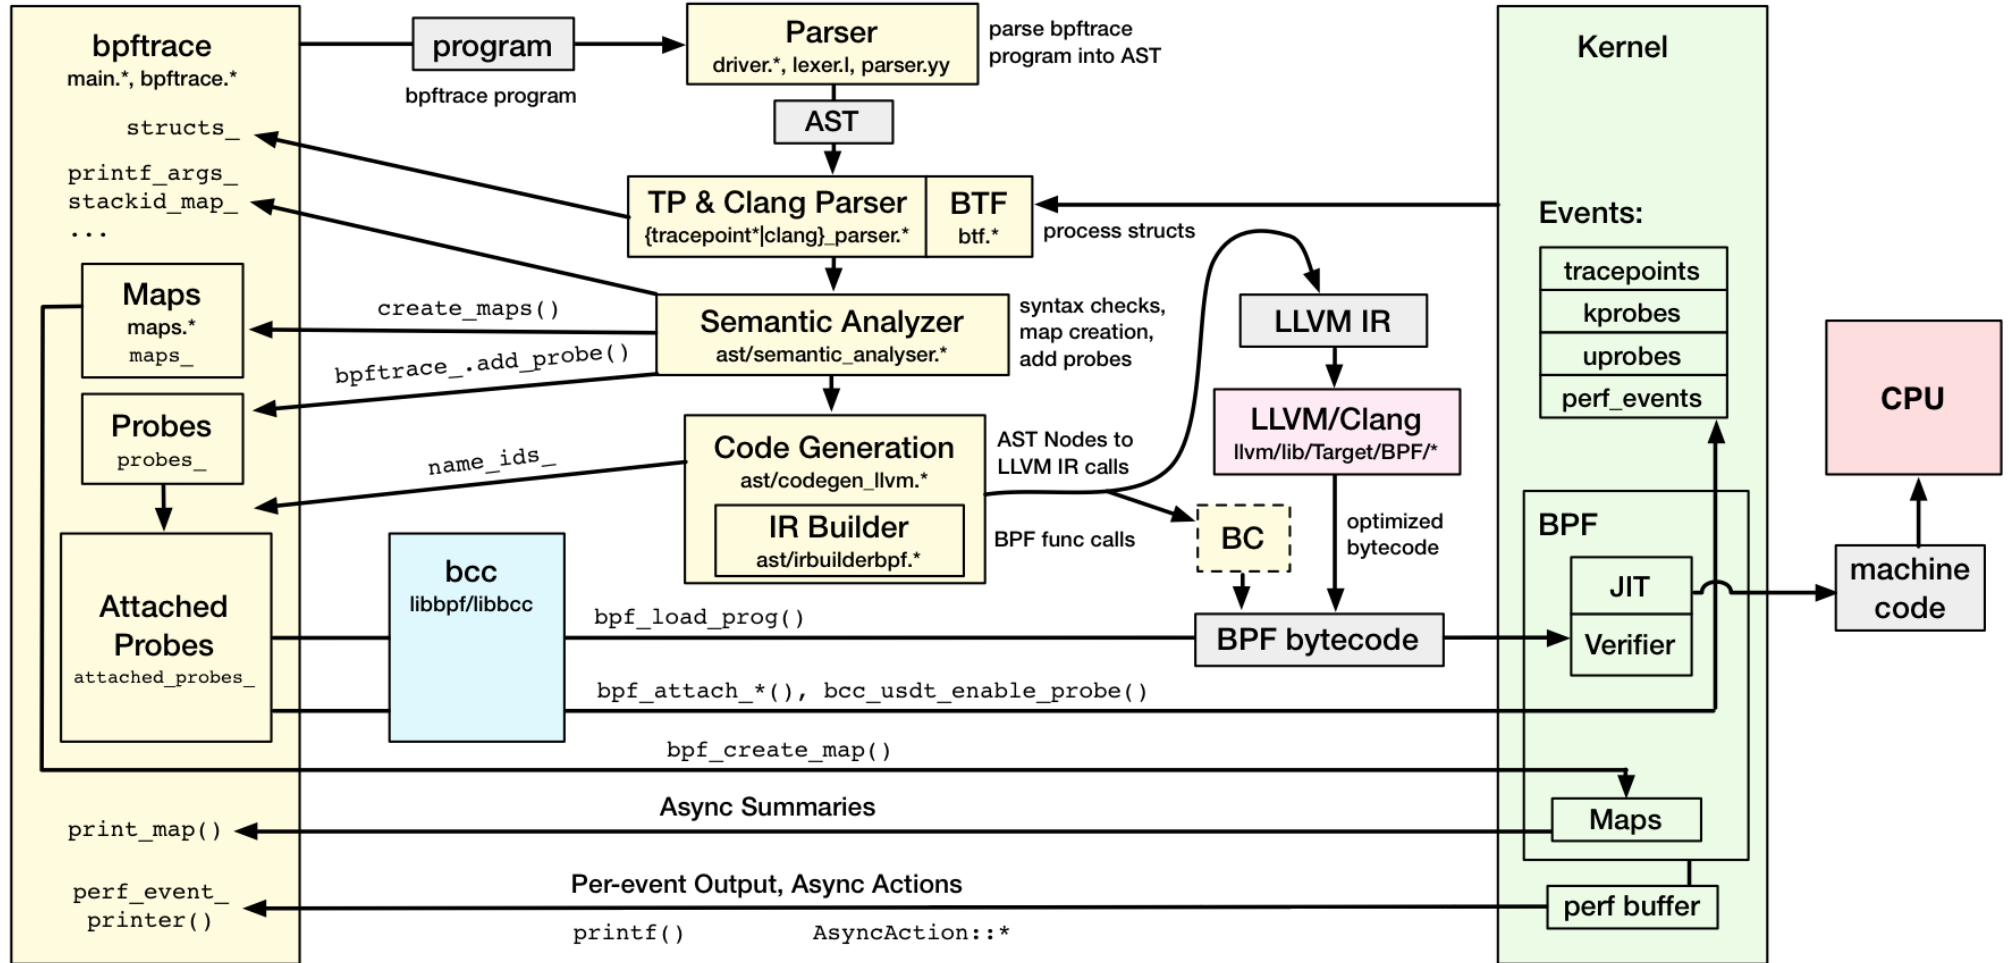 bpftrace
main.*, bpftrace.*
structs_
printf_args_
stackid_map_
...
Maps
maps.*
maps_
Probes
probes_
Attached
Probes
attached_probes_
print_map()
perf_event_
printer()
program
bpftrace program
Parser
driver.*, lexer.l, parser.yy
parse bpftrace
program into AST
AST
TP & Clang Parser
{tracepoint*|clang}_parser.*
BTF
btf.*
process structs
create_maps()
bpftrace_.add_probe()
name_ids_
Semantic Analyzer
ast/semantic_analyser.*
syntax checks,
map creation,
add probes
Code Generation
ast/codegen_llvm.*
IR Builder
ast/irbuilderbpf.*
AST Nodes to
LLVM IR calls
BPF func calls
LLVM IR
LLVM/Clang
llvm/lib/Target/BPF/*
BC
optimized
bytecode
BPF bytecode
bcc
libbpf/libbcc
bpf_load_prog()
bpf_attach_*(), bcc_usdt_enable_probe()
bpf_create_map()
Async Summaries
Per-event Output, Async Actions
printf()
AsyncAction::*
Kernel
Events:
tracepoints
kprobes
uprobes
perf_events
BPF
JIT
Verifier
Maps
perf buffer
CPU
machine
code